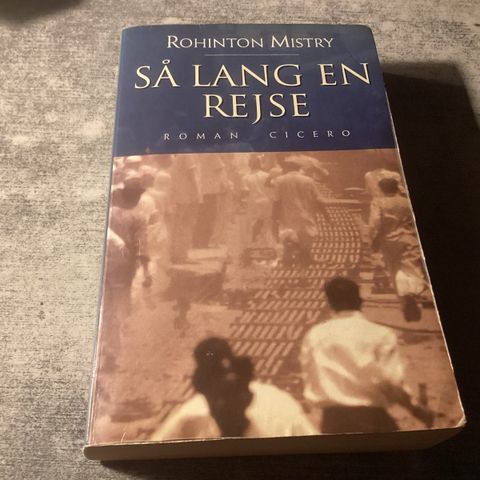 ROHINTON MISTRY
SÅ LANG EN
REJSE
ROMAN CICERO